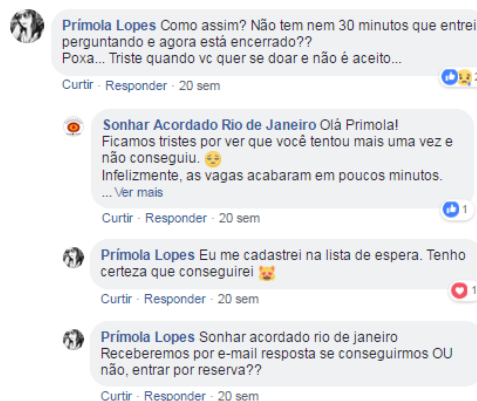 Prímola Lopes Como assim? Não tem nem 30 minutos que entrei
perguntando e agora está encerrado??
Poxa... Triste quando vc quer se doar e não é aceito...
2
Curtir · Responder · 20 sem
Sonhar Acordado Rio de Janeiro Olá Primola!
Ficamos tristes por ver que você tentou mais uma vez e
não conseguiu. 😔
Infelizmente, as vagas acabaram em poucos minutos.
... Ver mais
1
Curtir · Responder · 20 sem
Prímola Lopes Eu me cadastrei na lista de espera. Tenho
certeza que conseguirei 😻
1
Curtir · Responder · 20 sem
Prímola Lopes Sonhar acordado rio de janeiro
Receberemos por e-mail resposta se conseguirmos OU
não, entrar por reserva??
Curtir · Responder · 20 sem